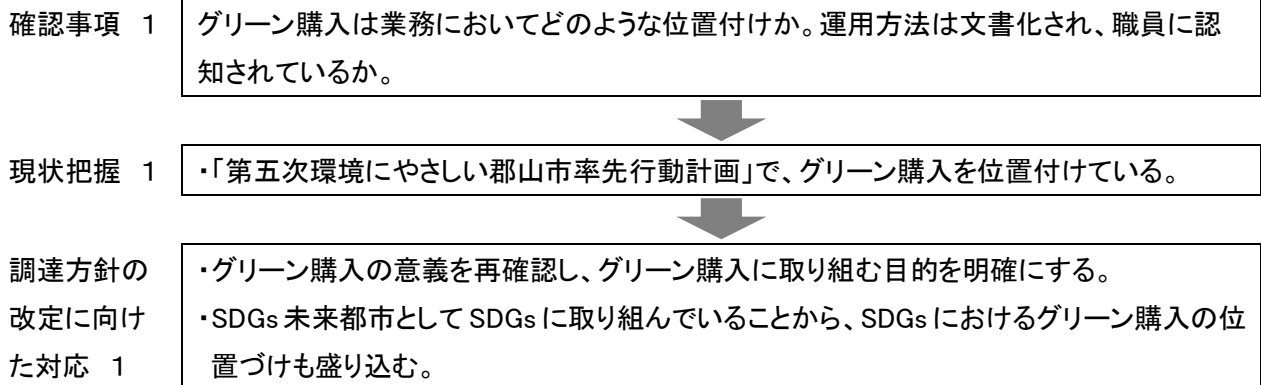 確認事項 1
グリーン購入は業務においてどのような位置付けか。運用方法は文書化され、職員に認
知されているか。
現状把握 1
・「第五次環境にやさしい郡山市率先行動計画」で、グリーン購入を位置付けている。
調達方針の
改定に向け
た対応 1
・グリーン購入の意義を再確認し、グリーン購入に取り組む目的を明確にする。
・SDGs 未来都市として SDGs に取り組んでいることから、SDGs におけるグリーン購入の位
置づけも盛り込む。